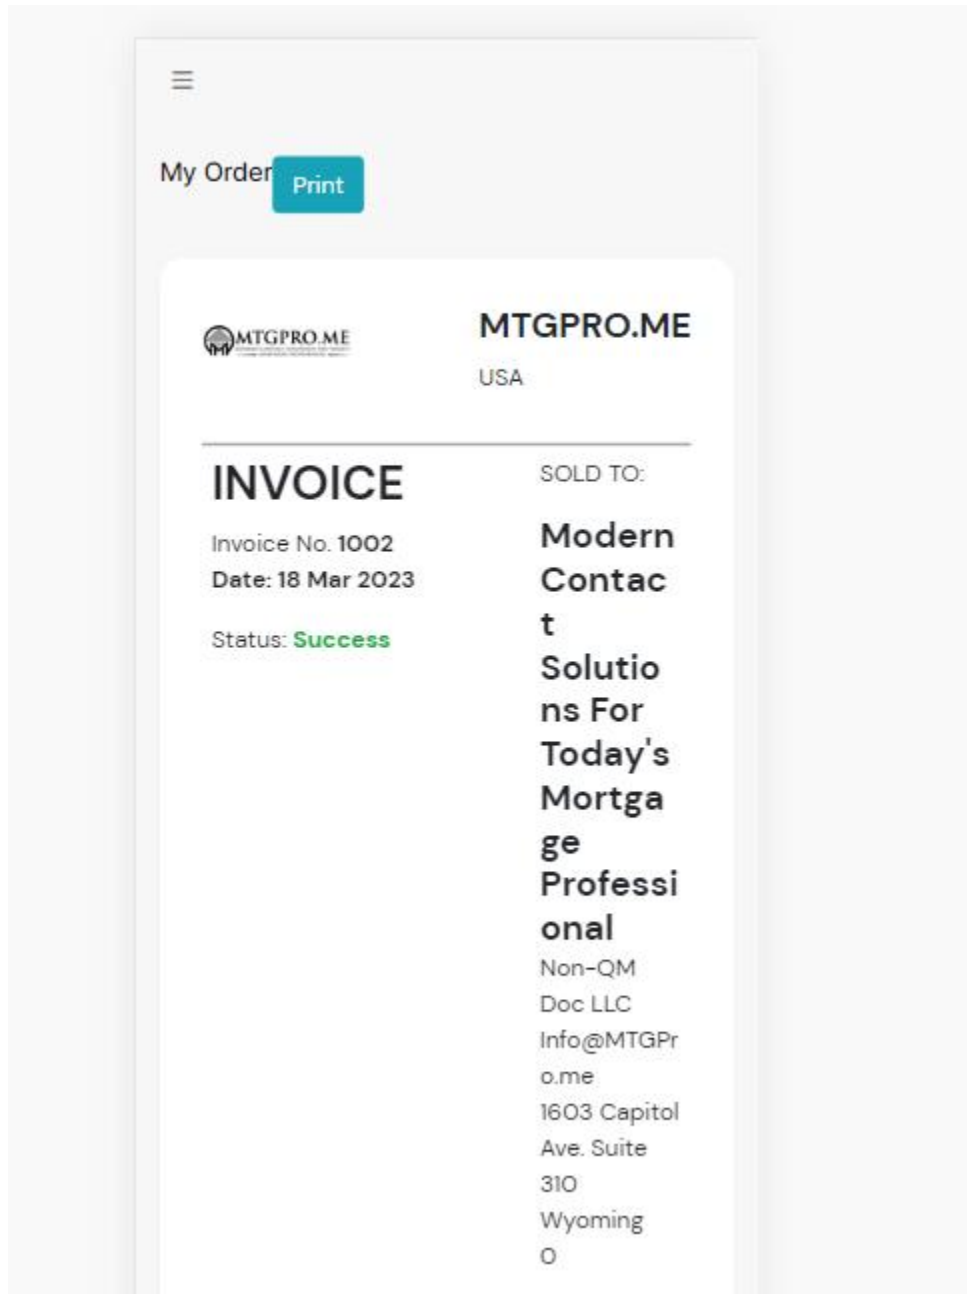 My Order
Print
MTGPRO.ME
MTGPRO.ME
USA
INVOICE
Invoice No. 1002
Date: 18 Mar 2023
Status: Success
SOLD TO:
Modern
Contac
t
Solutio
ns For
Today's
Mortga
ge
Professi
onal
Non-QM
Doc LLC
Info@MTGPr
o.me
1603 Capitol
Ave. Suite
310
Wyoming
0